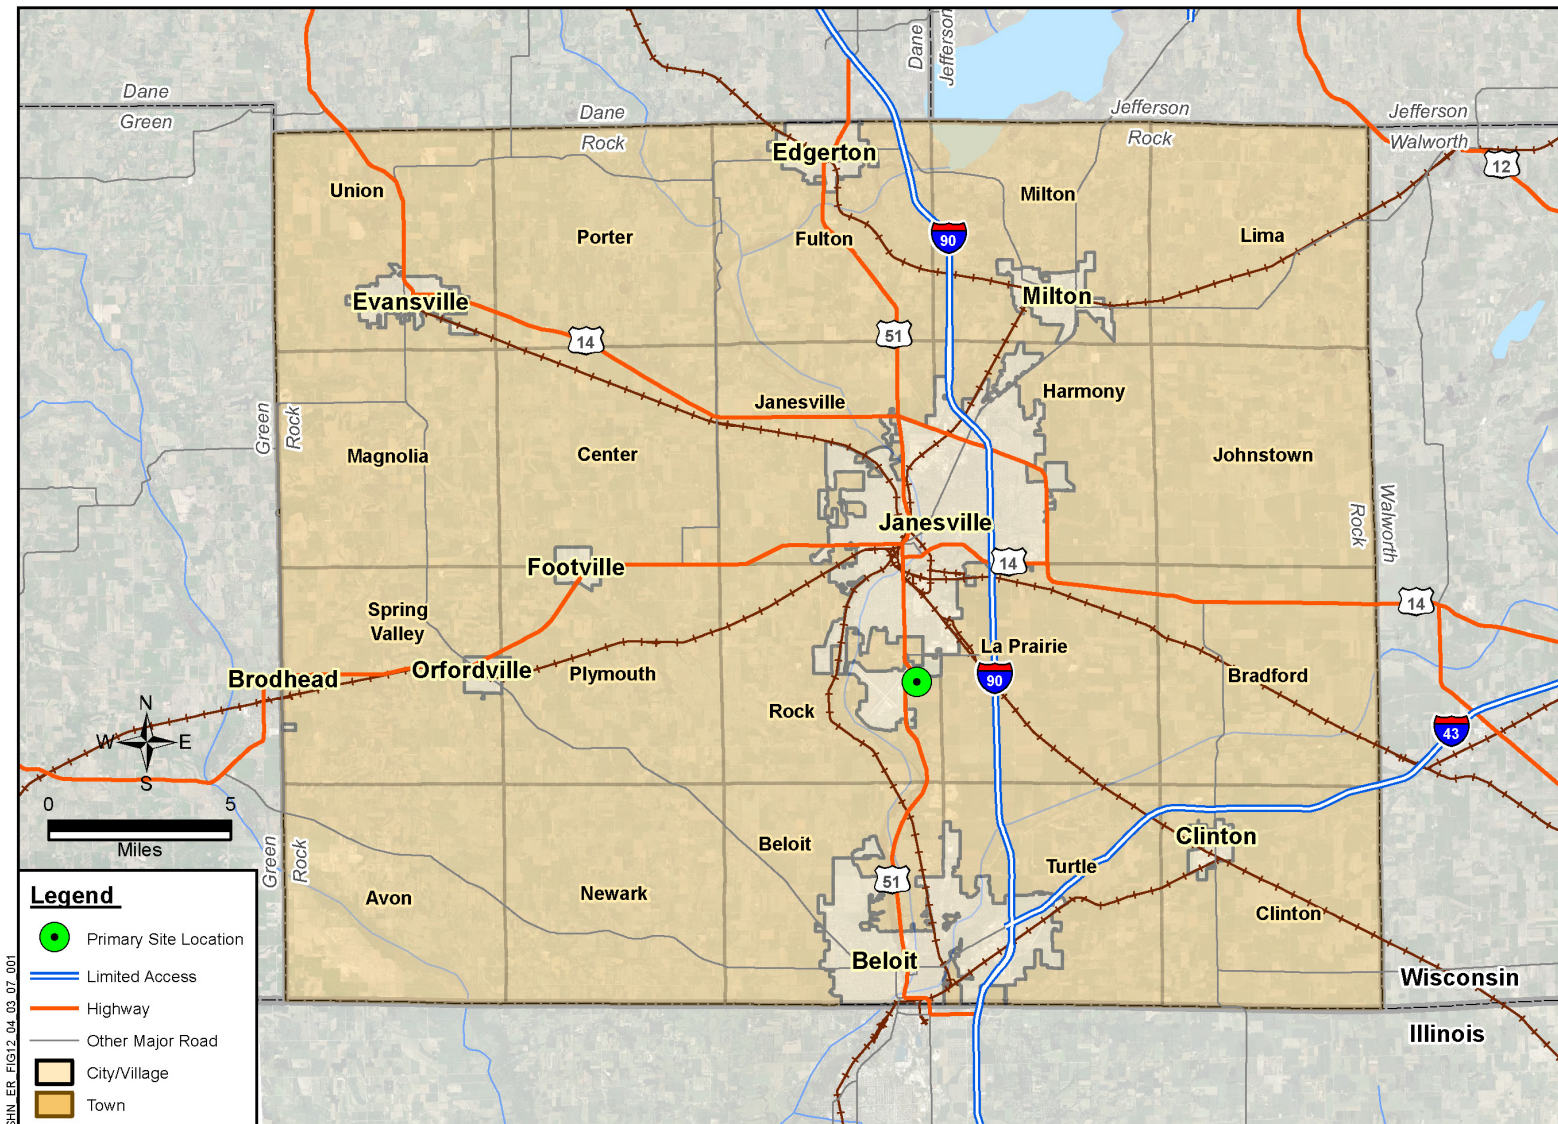 Dane
Green
Dane
Rock
Dane
Jefferson
Jefferson
Rock
Jefferson
Walworth
12
Edgerton
Union
Milton
Porter
Fulton
90
Lima
Evansville
Milton
14
51
Janesville
Harmony
Green
Rock
Magnolia
Center
Johnstown
Rock
Walworth
Janesville
Footville
14
14
Spring
Valley
La Prairie
Brodhead
Orfordville
Plymouth
90
Bradford
Rock
43
N
W
E
S
0
5
Miles
Green
Rock
Beloit
Clinton
Turtle
51
Avon
Newark
Clinton
Beloit
Wisconsin
Illinois
Legend
Primary Site Location
Limited Access
Highway
Other Major Road
City/Village
Town
SHN_ER_FIG12_04_03_07_001